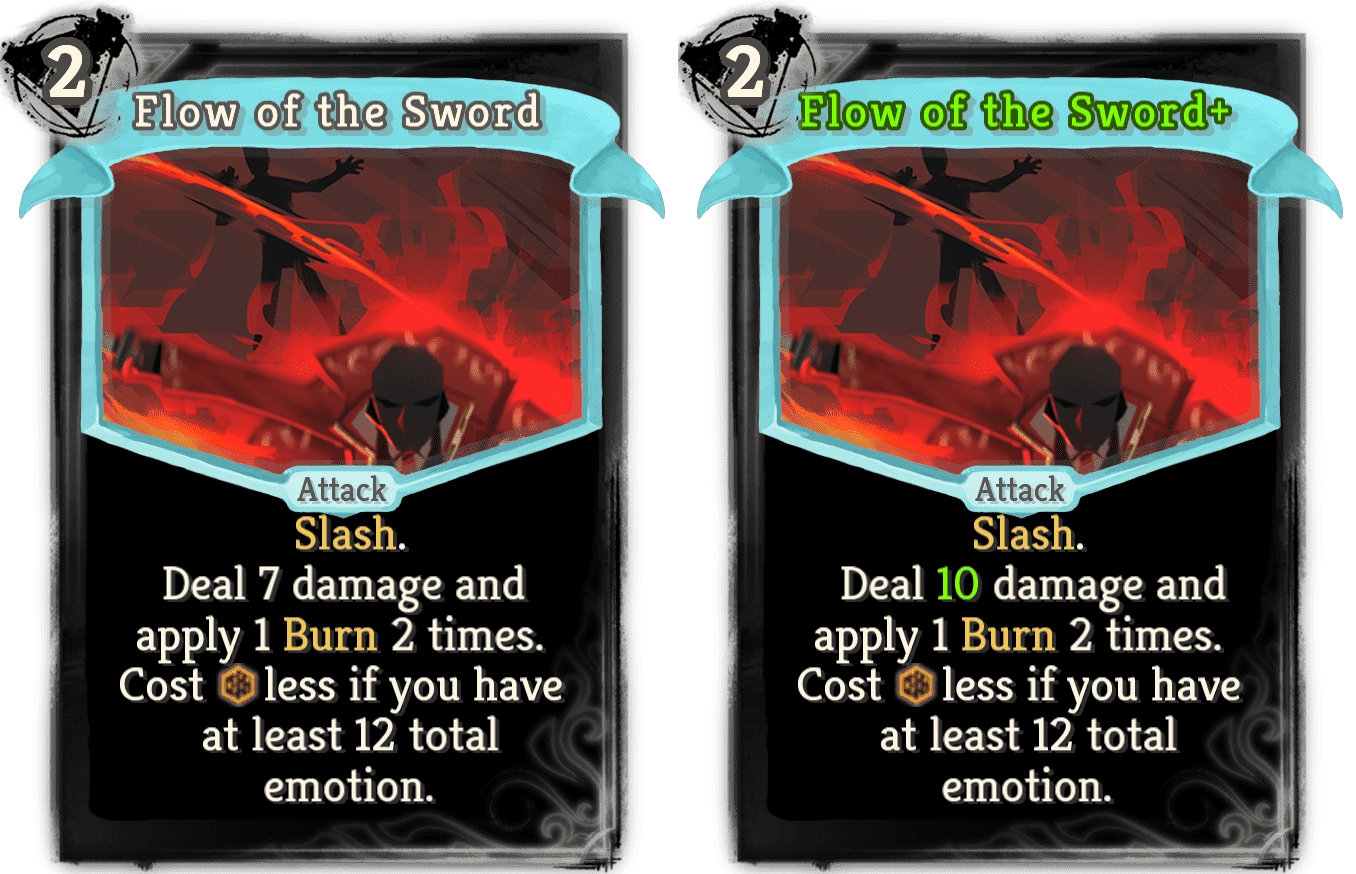 2
Flow of the Sword
Attack
Slash.
Deal 7 damage and
apply 1 Burn 2 times.
Cost less if you have
at least 12 total
emotion.
2
Flow of the Sword+
Attack
Slash.
Deal 10 damage and
apply 1 Burn 2 times.
Cost less if you have
at least 12 total
emotion.